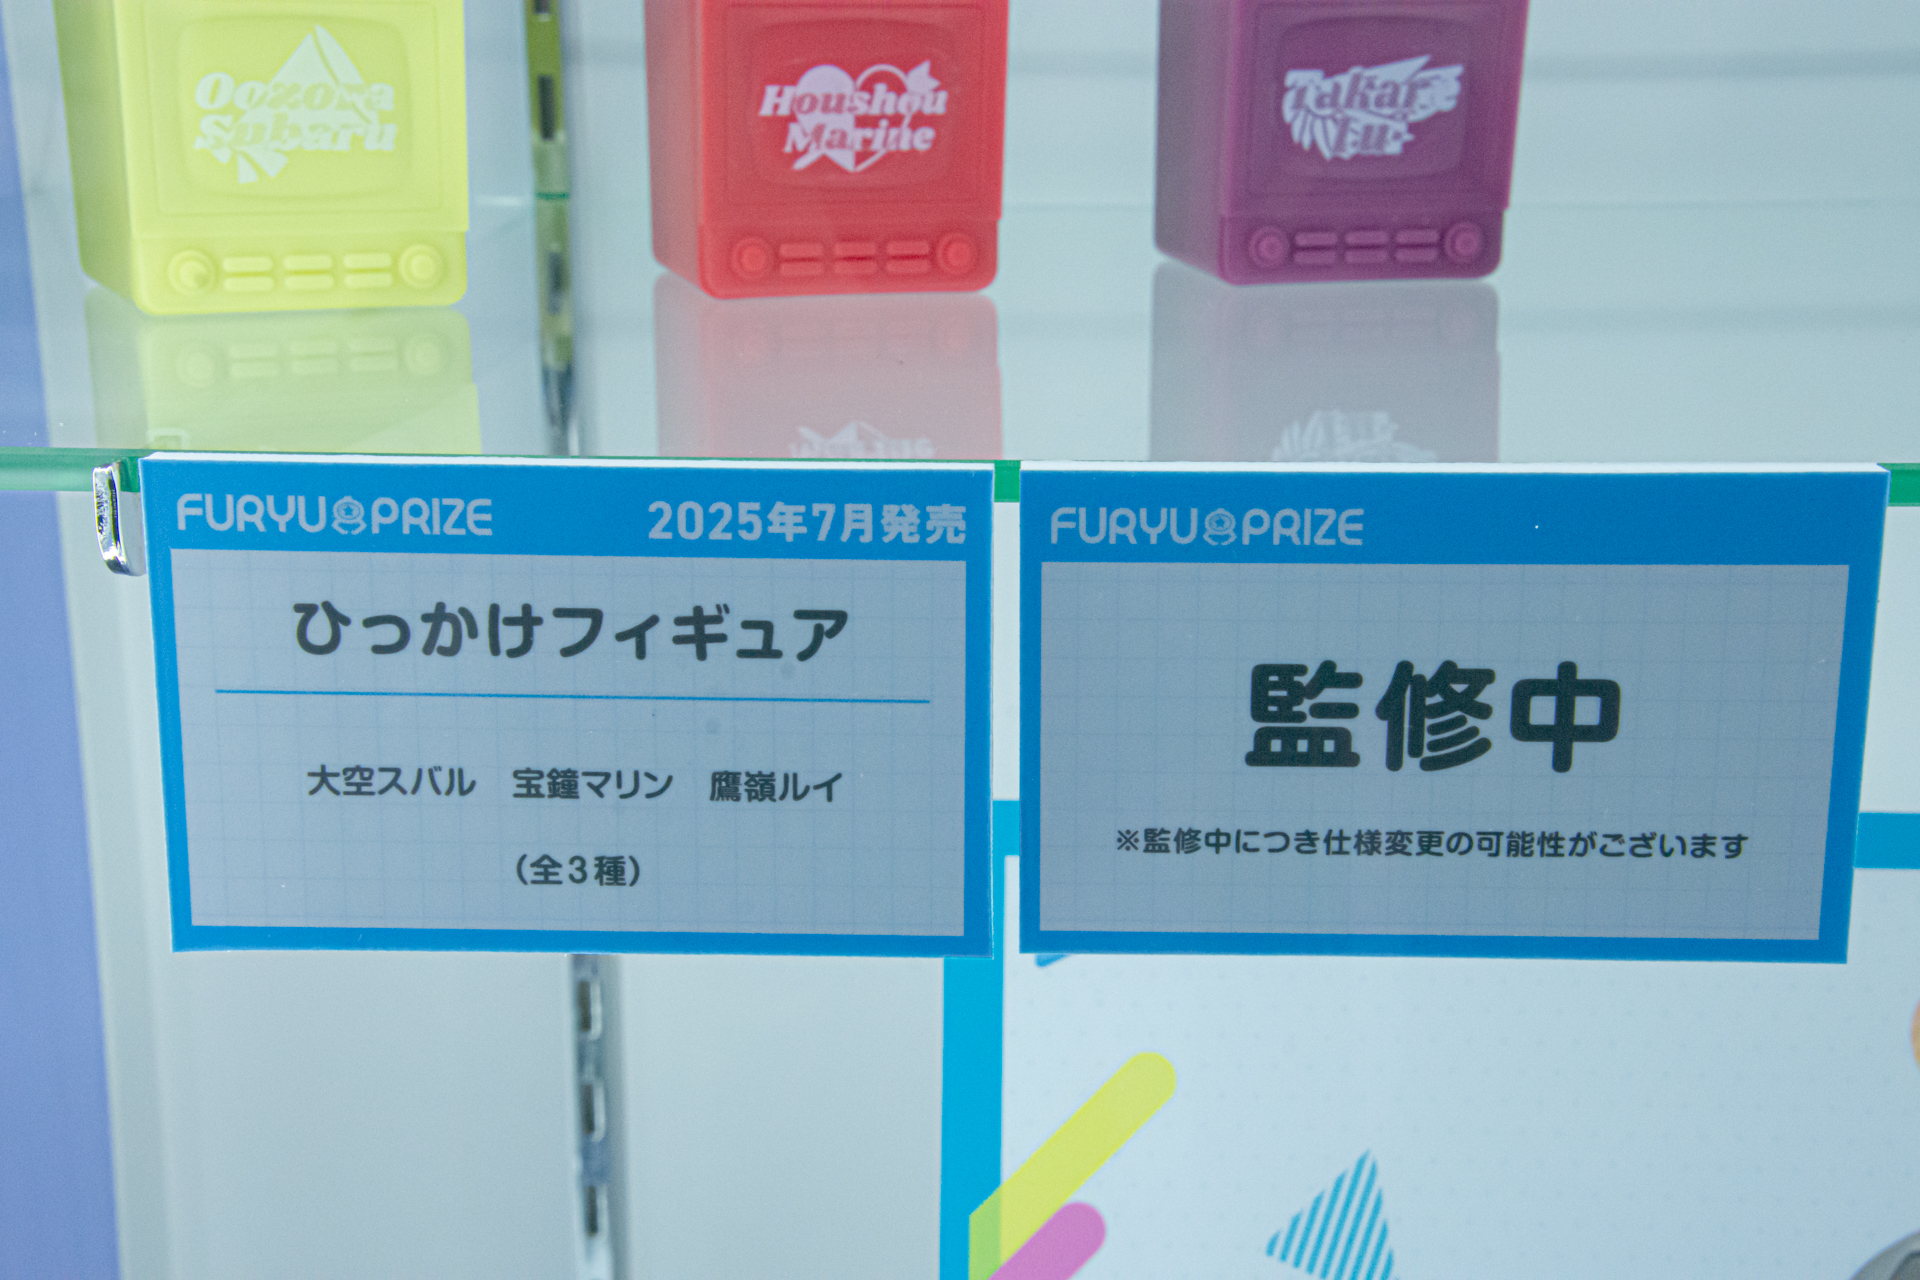 Oozora
Subaru
Houshou
Marine
Takane
Lui
FURYU PRIZE 2025年7月発売
ひっかけフィギュア
大空スバル 宝鐘マリン 鷹嶺ルイ
(全3種)
FURYU PRIZE
監修中
※監修中につき仕様変更の可能性がございます